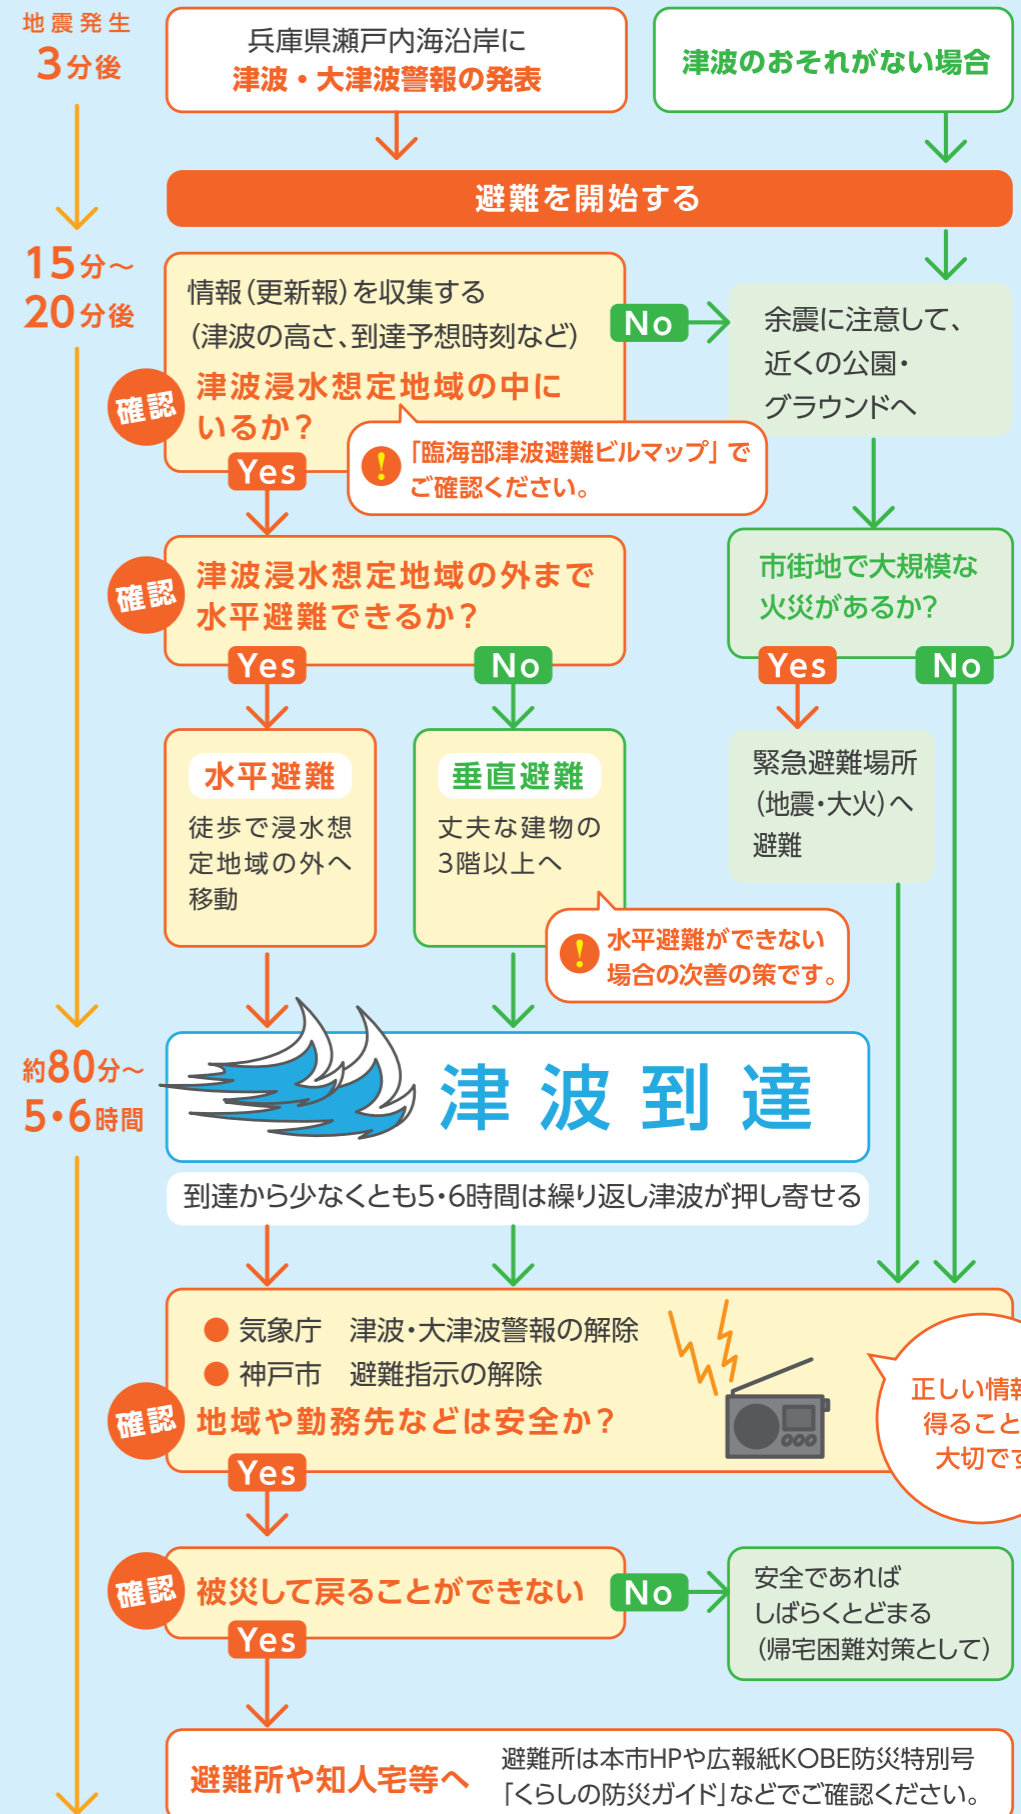 地震発生
3分後
兵庫県瀬戸内海沿岸に
津波・大津波警報の発表
津波のおそれがない場合
避難を開始する
15分～
20分後
情報（更新報）を収集する
（津波の高さ、到達予想時刻など）
確認
津波浸水想定地域の中に
いるか？
No
Yes
！
「臨海部津波避難ビルマップ」で
ご確認ください。
余震に注意して、
近くの公園・
グラウンドへ
確認
津波浸水想定地域の外まで
水平避難できるか？
Yes
No
市街地で大規模な
火災があるか？
Yes
No
水平避難
徒歩で浸水想
定地域の外へ
移動
垂直避難
丈夫な建物の
3階以上へ
！
水平避難ができない
場合の次善の策です。
緊急避難場所
（地震・大火）へ
避難
約80分～
5・6時間
津波到達
到達から少なくとも5・6時間は繰り返し津波が押し寄せる
●気象庁　津波・大津波警報の解除
●神戸市　避難指示の解除
確認
地域や勤務先などは安全か？
Yes
正しい情
得ること
大切です
確認
被災して戻ることができない
No
Yes
安全であれば
しばらくとどまる
（帰宅困難対策として）
避難所や知人宅等へ
避難所は本市HPや広報紙KOBE防災特別号
「くらしの防災ガイド」などでご確認ください。